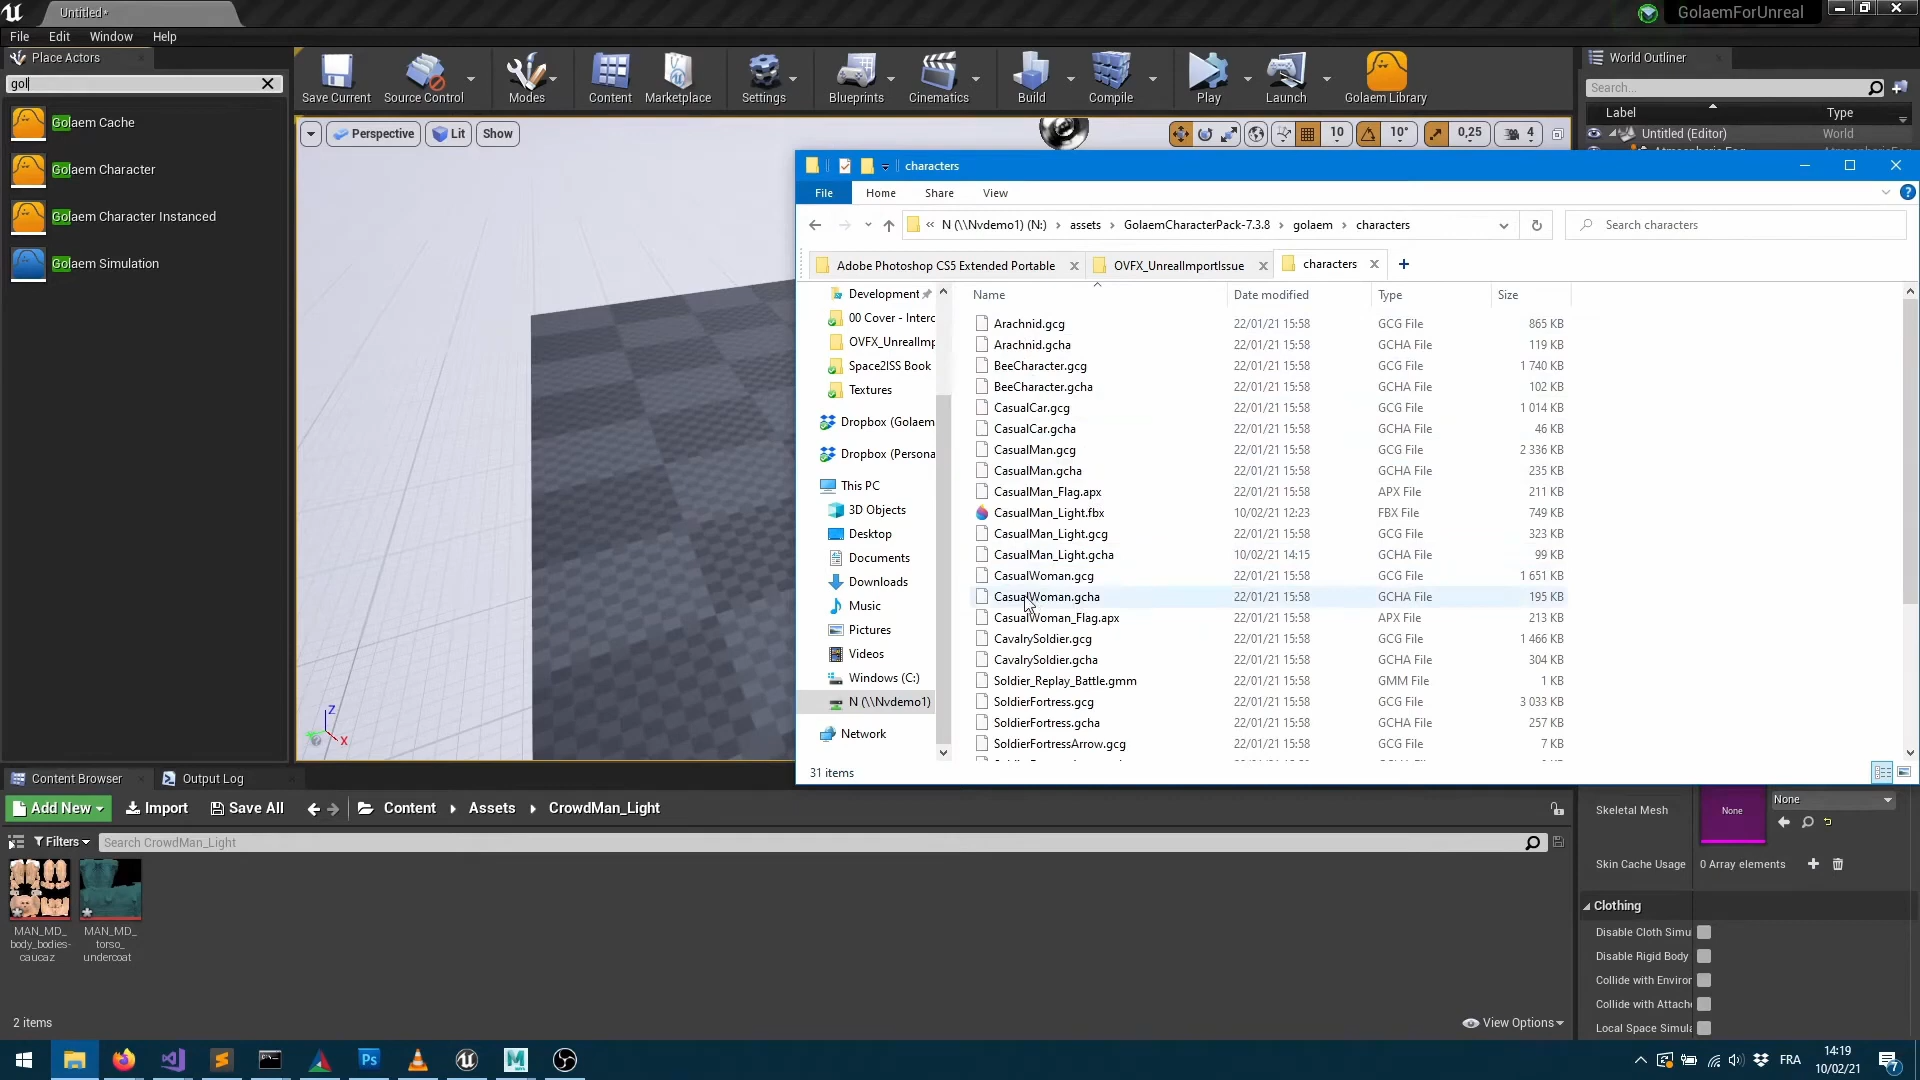 Untitled*
GolaemForUnreal
File Edit Window Help
Place Actors
gol
Golaem Cache
Golaem Character
Golaem Character Instanced
Golaem Simulation
Save Current Source Control Modes Content Marketplace Settings Blueprints Cinematics Build Compile Play Launch Golaem Library
Perspective Lit Show
10 10° 0,25 4
World Outliner
Search...
Label Type
Untitled (Editor) World
characters
File Home Share View
« N (\\Nvdemo1) (N:) › assets › GolaemCharacterPack-7.3.8 › golaem › characters
Search characters
Adobe Photoshop CS5 Extended Portable
OVFX_UnrealImportIssue
characters
Development
00 Cover - Interc
OVFX_UnrealImp
Space2ISS Book
Textures
Dropbox (Golaem
Dropbox (Persona
This PC
3D Objects
Desktop
Documents
Downloads
Music
Pictures
Videos
Windows (C:)
N (\\Nvdemo1)
Network
Name Date modified Type Size
Arachnid.gcg 22/01/21 15:58 GCG File 865 KB
Arachnid.gcha 22/01/21 15:58 GCHA File 119 KB
BeeCharacter.gcg 22/01/21 15:58 GCG File 1 740 KB
BeeCharacter.gcha 22/01/21 15:58 GCHA File 102 KB
CasualCar.gcg 22/01/21 15:58 GCG File 1 014 KB
CasualCar.gcha 22/01/21 15:58 GCHA File 46 KB
CasualMan.gcg 22/01/21 15:58 GCG File 2 336 KB
CasualMan.gcha 22/01/21 15:58 GCHA File 235 KB
CasualMan_Flag.apx 22/01/21 15:58 APX File 211 KB
CasualMan_Light.fbx 10/02/21 12:23 FBX File 749 KB
CasualMan_Light.gcg 22/01/21 15:58 GCG File 323 KB
CasualMan_Light.gcha 10/02/21 14:15 GCHA File 99 KB
CasualWoman.gcg 22/01/21 15:58 GCG File 1 651 KB
CasualWoman.gcha 22/01/21 15:58 GCHA File 195 KB
CasualWoman_Flag.apx 22/01/21 15:58 APX File 213 KB
CavalrySoldier.gcg 22/01/21 15:58 GCG File 1 466 KB
CavalrySoldier.gcha 22/01/21 15:58 GCHA File 304 KB
Soldier_Replay_Battle.gmm 22/01/21 15:58 GMM File 1 KB
SoldierFortress.gcg 22/01/21 15:58 GCG File 3 033 KB
SoldierFortress.gcha 22/01/21 15:58 GCHA File 257 KB
SoldierFortressArrow.gcg 22/01/21 15:58 GCG File 7 KB
31 items
Z
X
Content Browser Output Log
Add New Import Save All Content Assets CrowdMan_Light
Filters Search CrowdMan_Light
MAN_MD_
body_bodies-
caucaz
MAN_MD_
torso_
undercoat
2 items
View Options
Skeletal Mesh None None
Skin Cache Usage 0 Array elements
Clothing
Disable Cloth Simu
Disable Rigid Body
Collide with Enviror
Collide with Attache
Local Space Simula
Ps M FRA 14:19
10/02/21
7